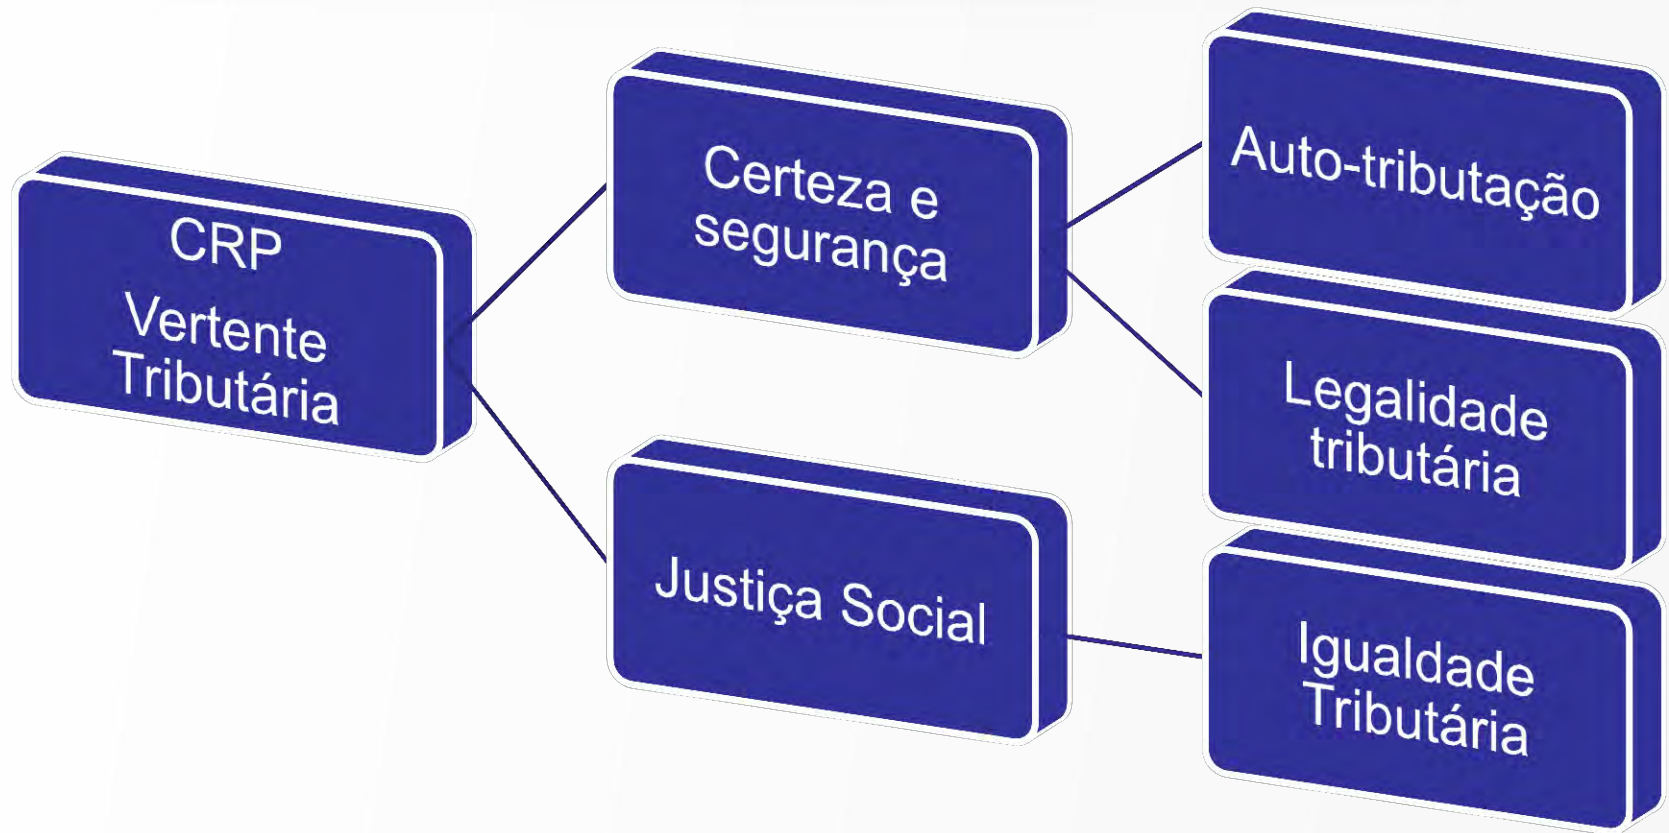 CRP
Vertente
Tributária
Certeza e
segurança
Justiça Social
Auto-tributação
Legalidade
tributária
Igualdade
Tributária